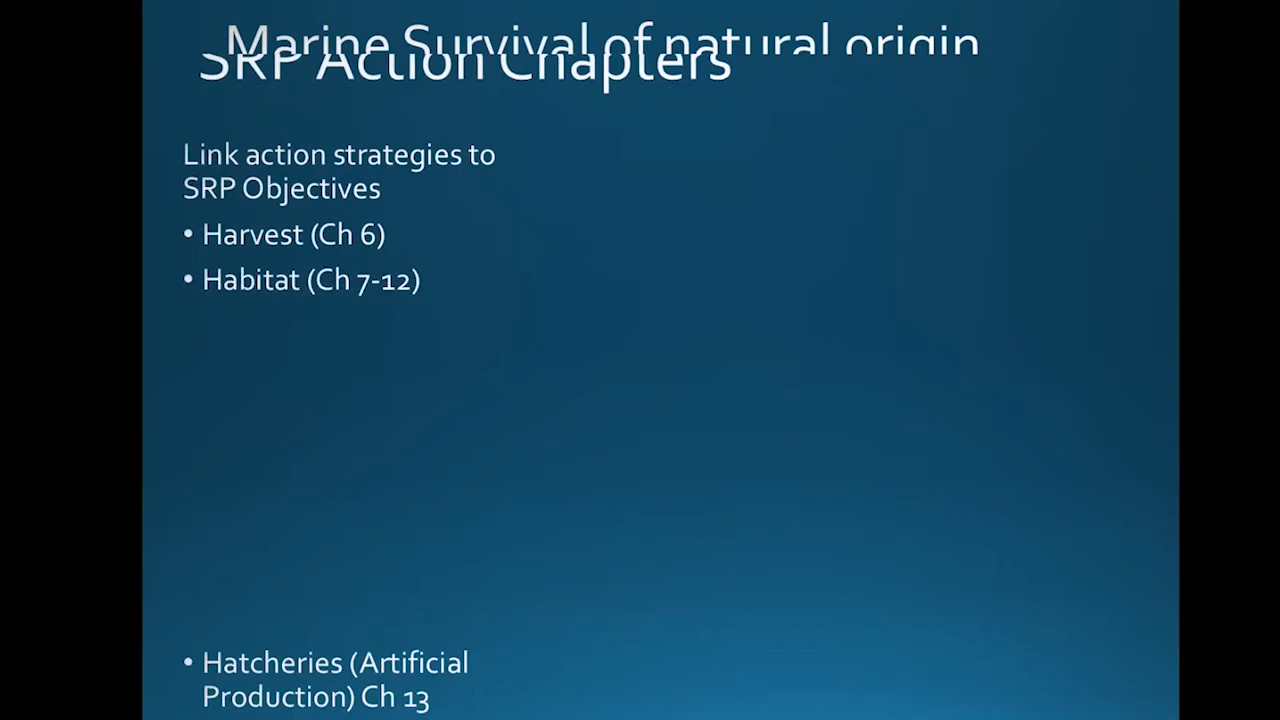 Marine Survival of natural origin
SRP Action Chapters
Link action strategies to
SRP Objectives
• Harvest (Ch 6)
• Habitat (Ch 7-12)
• Hatcheries (Artificial
Production) Ch 13